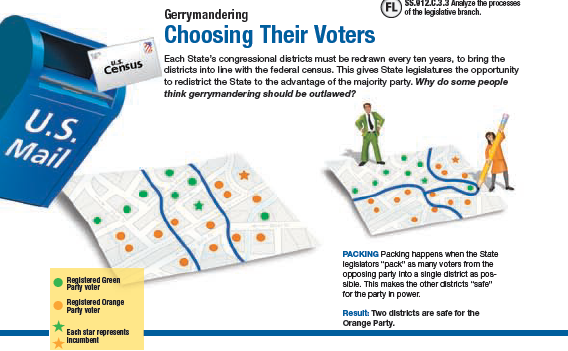 SS.912.C.3.3 Analyze the processes
FL
of the legislative branch.
Gerrymandering
Choosing Their Voters
Each State's congressional districts must be redrawn every ten years, to bring the
districts into line with the federal census. This gives State legislatures the opportunity
to redistrict the State to the advantage of the majority party. Why do some people
think gerrymandering should be outlawed?
U.S.
Census
U.S.
Mail
PACKING Packing happens when the State
legislators "pack" as many voters from the
opposing party into a single district as pos-
sible. This makes the other districts "safe"
for the party in power.
Result: Two districts are safe for the
Orange Party.
Registered Green
Party voter
Registered Orange
Party voter
Each star represents
incumbent